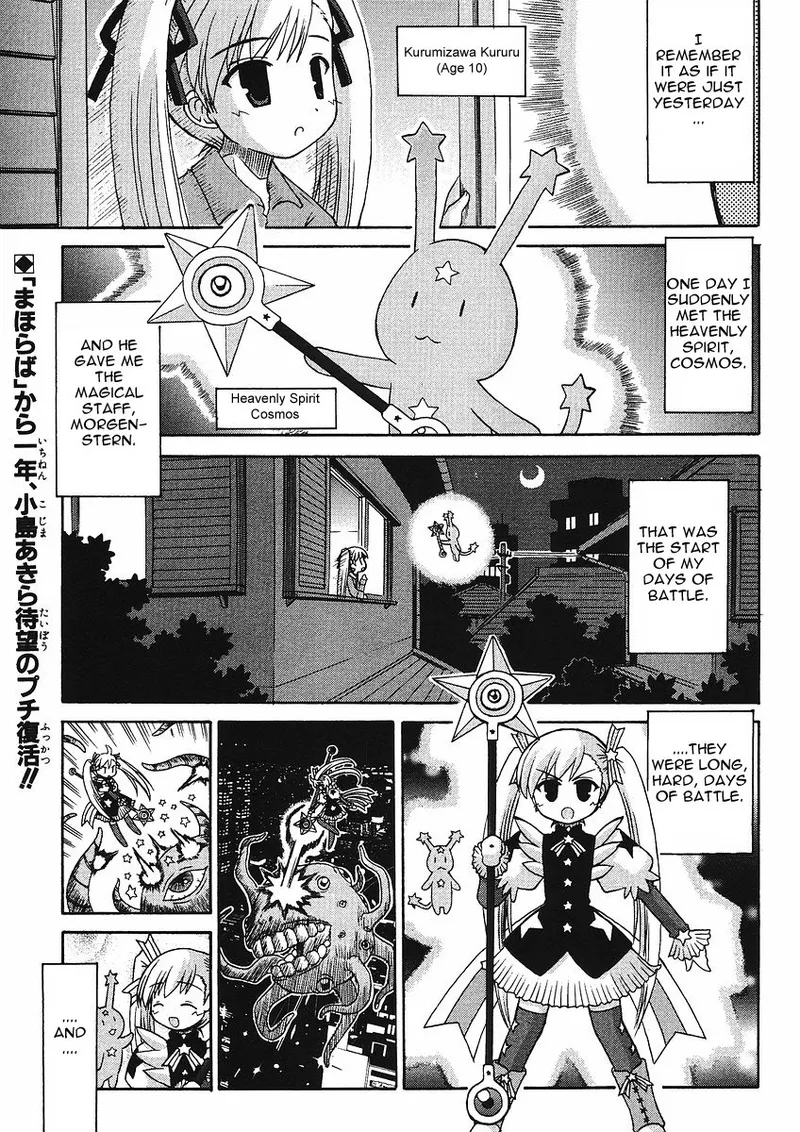 I
REMEMBER
IT AS IF IT
WERE JUST
YESTERDAY
...
Kurumizawa Kururu
(Age 10)
ONE DAY I
SUDDENLY
MET THE
HEAVENLY
SPIRIT,
COSMOS.
Heavenly Spirit
Cosmos
AND HE
GAVE ME
THE
MAGICAL
STAFF,
MORGEN-
STERN.
◆「まほらば」から一年、小島あきら待望のプチ復活!!
いちねん
こじま
たいぼう
ふっかつ
THAT WAS
THE START
OF MY
DAYS OF
BATTLE.
....THEY
WERE LONG,
HARD, DAYS
OF BATTLE.
....
AND
....